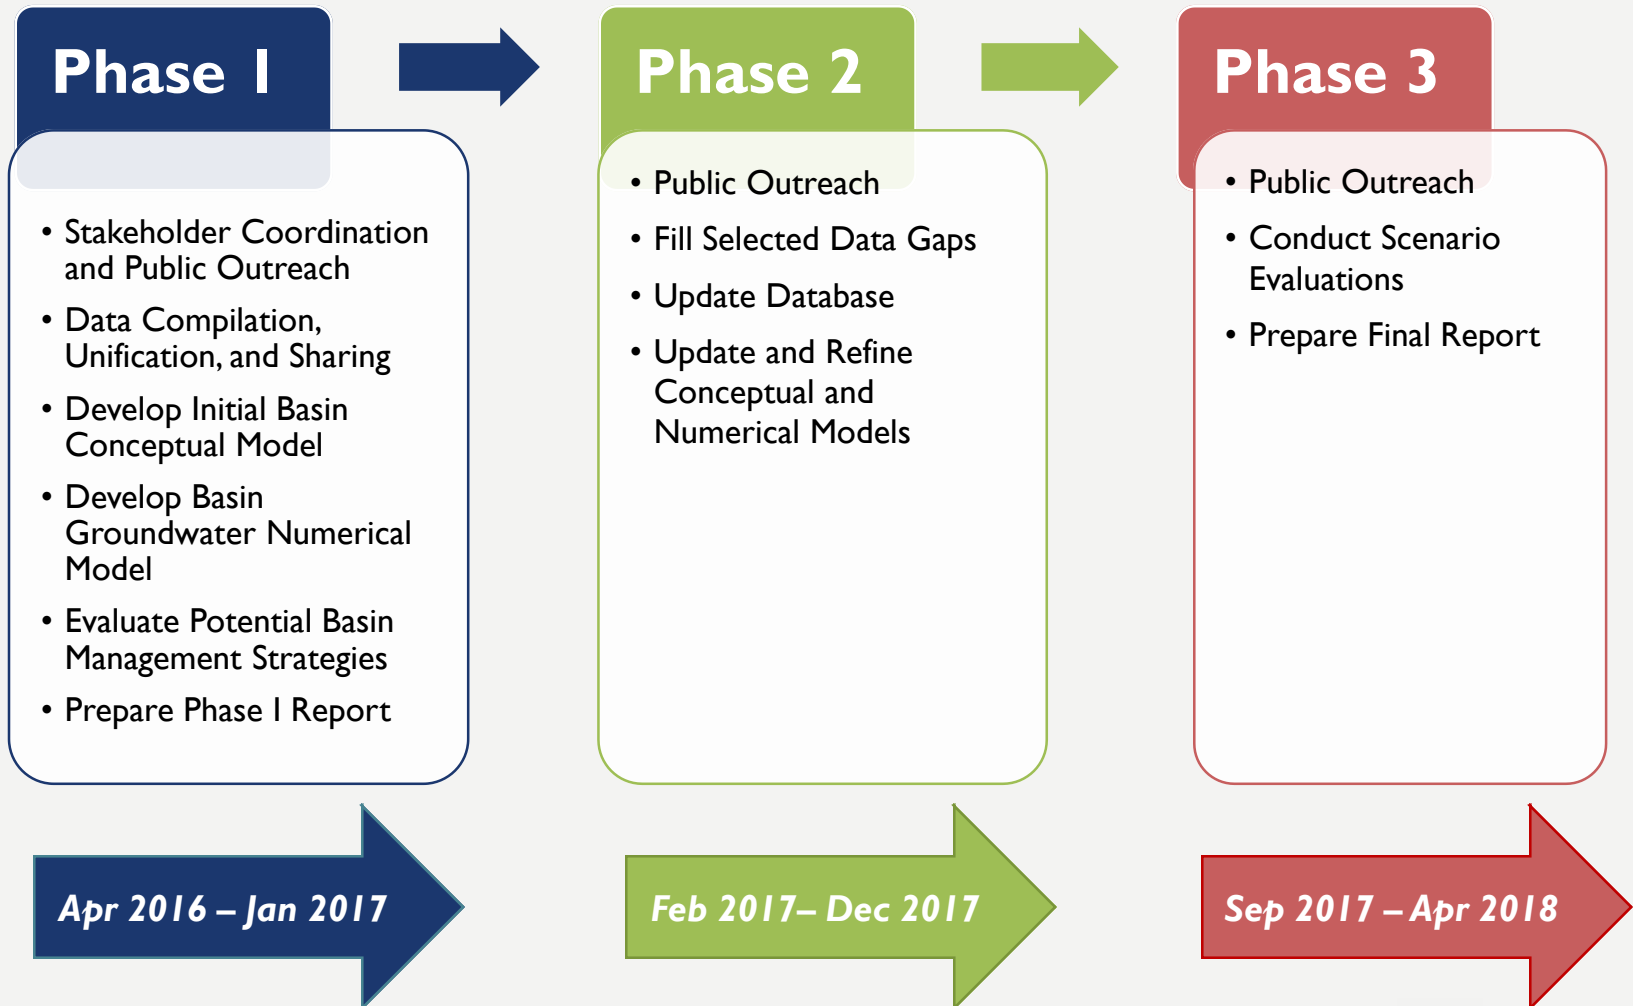 Phase 1
• Stakeholder Coordination
and Public Outreach
• Data Compilation,
Unification, and Sharing
• Develop Initial Basin
Conceptual Model
• Develop Basin
Groundwater Numerical
Model
• Evaluate Potential Basin
Management Strategies
• Prepare Phase 1 Report
Apr 2016 – Jan 2017
Phase 2
• Public Outreach
• Fill Selected Data Gaps
• Update Database
• Update and Refine
Conceptual and
Numerical Models
Feb 2017– Dec 2017
Phase 3
• Public Outreach
• Conduct Scenario
Evaluations
• Prepare Final Report
Sep 2017 – Apr 2018